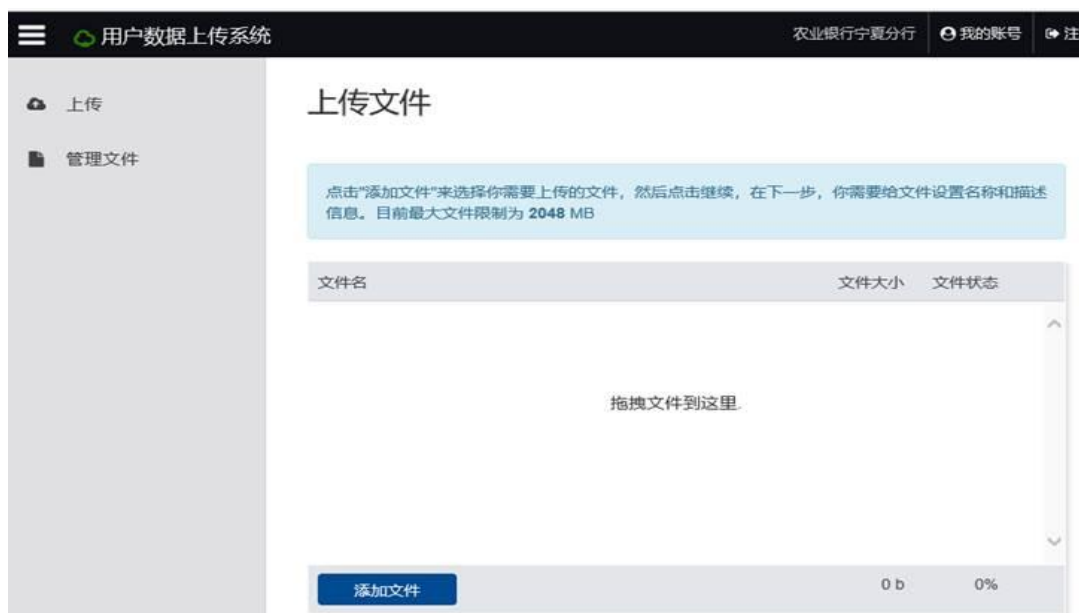 用户数据上传系统 农业银行宁夏分行 我的账号 注
上传
管理文件
上传文件
点击"添加文件"来选择你需要上传的文件，然后点击继续，在下一步，你需要给文件设置名称和描述
信息。目前最大文件限制为 2048 MB
文件名 文件大小 文件状态
拖拽文件到这里.
添加文件 0 b 0%